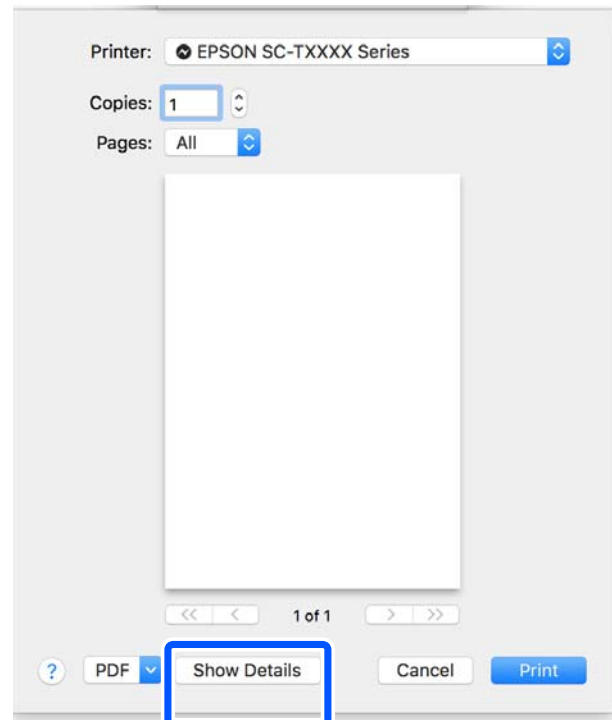 Printer: EPSON SC-TXXXX Series
Copies: 1
Pages: All
<< < 1 of 1 > >>
? PDF Show Details Cancel Print